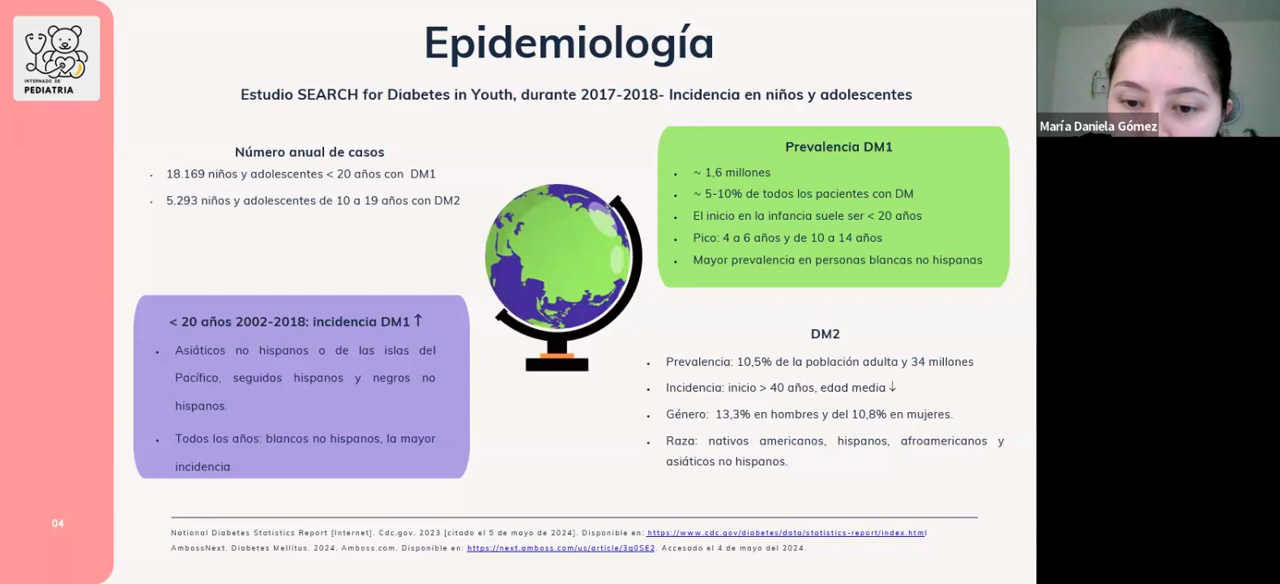 INTERNADO DE
PEDIATRIA
Epidemiología
Estudio SEARCH for Diabetes in Youth, durante 2017-2018- Incidencia en niños y adolescentes
Número anual de casos
· 18.169 niños y adolescentes < 20 años con DM1
· 5.293 niños y adolescentes de 10 a 19 años con DM2
Prevalencia DM1
• ~ 1,6 millones
• ~ 5-10% de todos los pacientes con DM
• El inicio en la infancia suele ser < 20 años
• Pico: 4 a 6 años y de 10 a 14 años
• Mayor prevalencia en personas blancas no hispanas
< 20 años 2002-2018: incidencia DM1 ↑
• Asiáticos no hispanos o de las islas del
Pacífico, seguidos hispanos y negros no
hispanos.
• Todos los años: blancos no hispanos, la mayor
incidencia
DM2
• Prevalencia: 10,5% de la población adulta y 34 millones
• Incidencia: inicio > 40 años, edad media ↓
• Género: 13,3% en hombres y del 10,8% en mujeres.
• Raza: nativos americanos, hispanos, afroamericanos y
asiáticos no hispanos.
04
National Diabetes Statistics Report [Internet]. Cdc.gov. 2023 [citado el 5 de mayo de 2024]. Disponible en: https://www.cdc.gov/diabetes/data/statistics-report/index.html
AmbossNext. Diabetes Mellitus. 2024. Amboss.com. Disponible en: https://next.amboss.com/us/article/3g0SE2. Accesado el 4 de mayo del 2024.
María Daniela Gómez